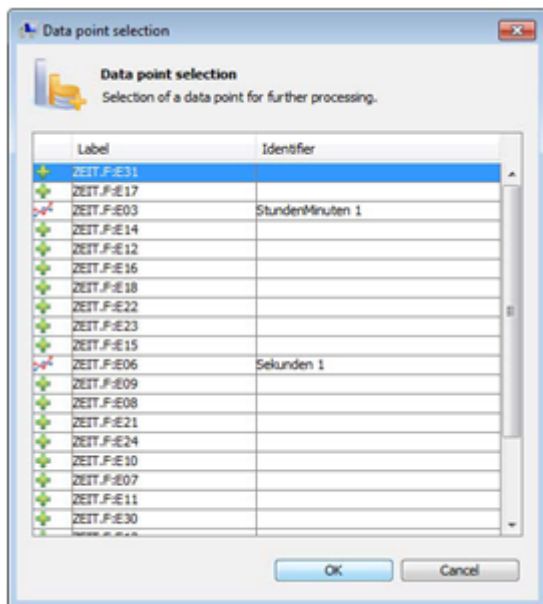 Data point selection
Data point selection
Selection of a data point for further processing.
Label Identifier
ZEIT.F:E31
ZEIT.F:E17
ZEIT.F:E03 StundenMinuten 1
ZEIT.F:E14
ZEIT.F:E12
ZEIT.F:E16
ZEIT.F:E18
ZEIT.F:E22
ZEIT.F:E23
ZEIT.F:E15
ZEIT.F:E06 Sekunden 1
ZEIT.F:E09
ZEIT.F:E08
ZEIT.F:E21
ZEIT.F:E24
ZEIT.F:E10
ZEIT.F:E07
ZEIT.F:E11
ZEIT.F:E30
OK Cancel